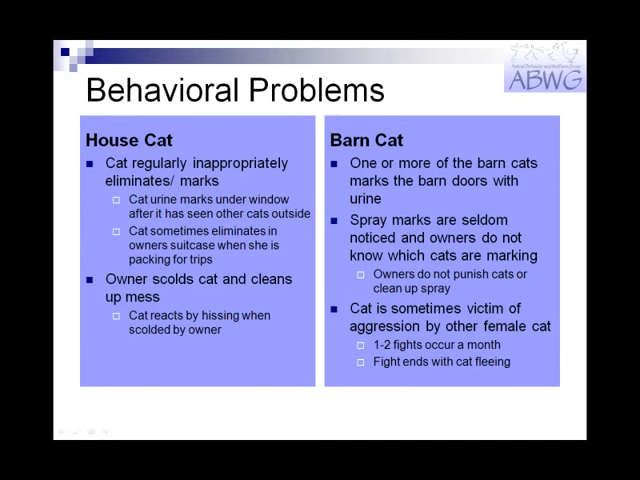 ABWG
Behavioral Problems
House Cat
Cat regularly inappropriately
eliminates/ marks
Cat urine marks under window
after it has seen other cats outside
Cat sometimes eliminates in
owners suitcase when she is
packing for trips
Owner scolds cat and cleans
up mess
Cat reacts by hissing when
scolded by owner
Barn Cat
One or more of the barn cats
marks the barn doors with
urine
Spray marks are seldom
noticed and owners do not
know which cats are marking
Owners do not punish cats or
clean up spray
Cat is sometimes victim of
aggression by other female cat
1-2 fights occur a month
Fight ends with cat fleeing